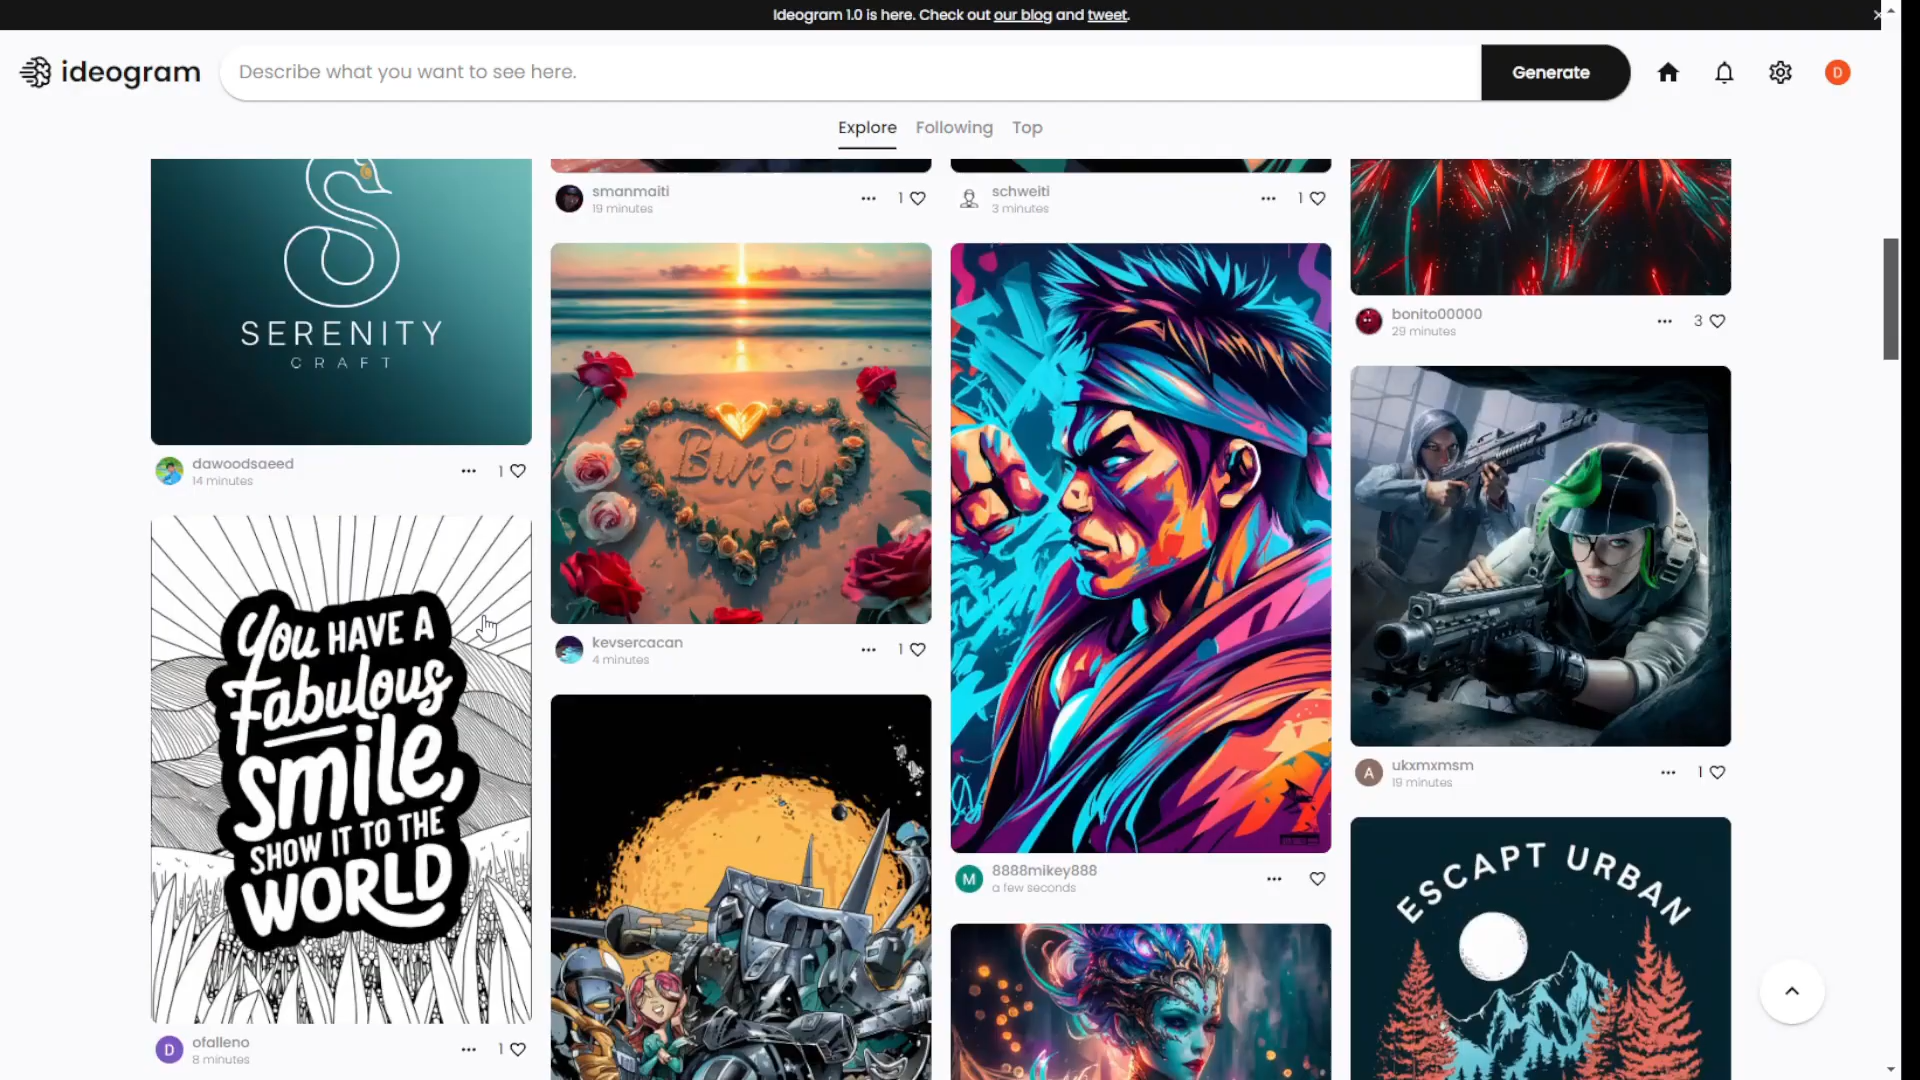 Ideogram 1.0 is here. Check out our blog and tweet.
ideogram
Describe what you want to see here.
Generate
D
Explore Following Top
SERENITY
CRAFT
dawoodsaeed
14 minutes
1
YOU HAVE A
Fabulous
Smile,
SHOW IT TO THE
WORLD
D
ofalleno
8 minutes
1
smanmaiti
19 minutes
1
kevsercacan
4 minutes
1
schweiti
3 minutes
1
M
8888mikey888
a few seconds
bonito00000
29 minutes
3
A
ukxmxmsm
19 minutes
1
ESCAPT URBAN